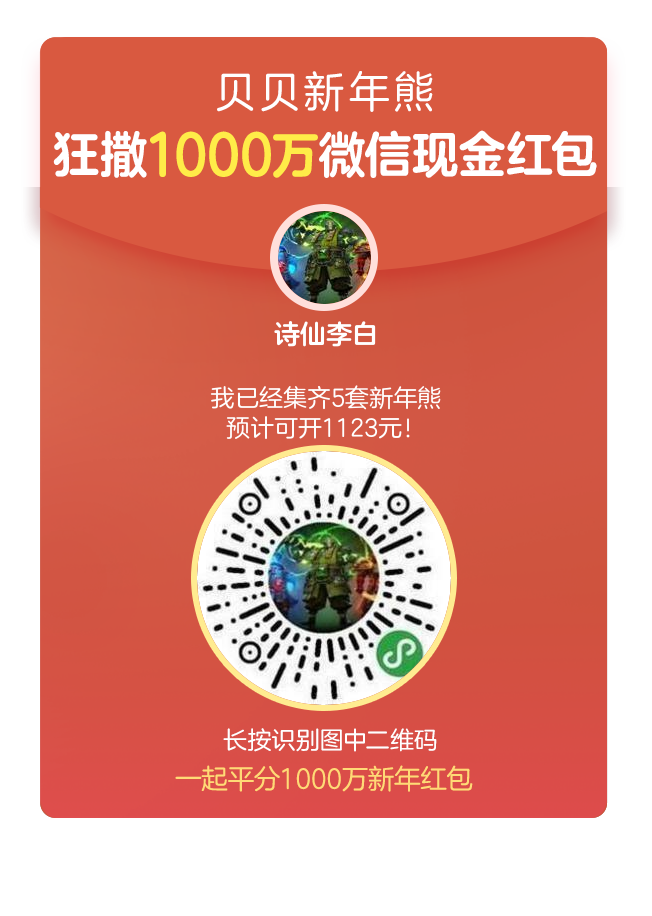 贝贝新年熊
狂撒1000万微信现金红包
诗仙李白
我已经集齐5套新年熊
预计可开1123元！
长按识别图中二维码
一起平分1000万新年红包